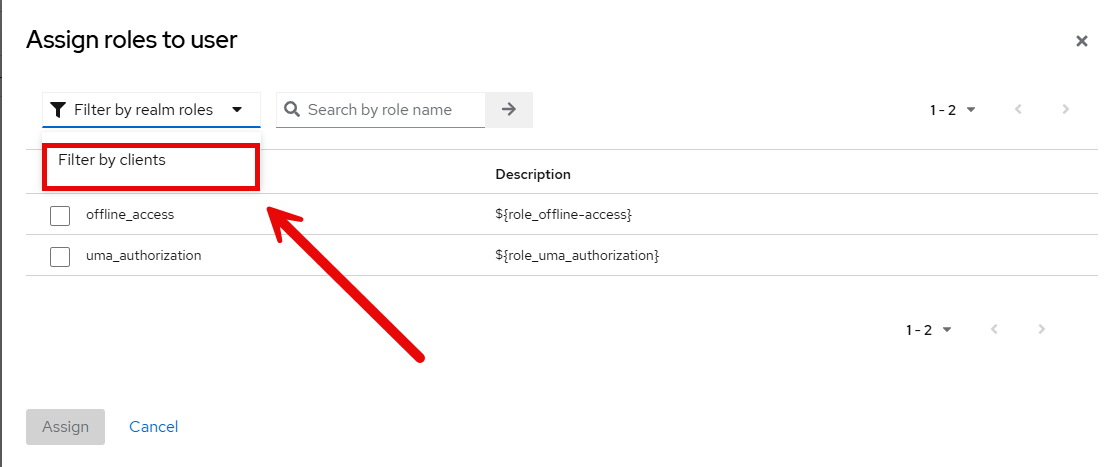 Assign roles to user
Filter by realm roles
Search by role name
1 - 2
Filter by clients
Description
offline_access ${role_offline-access}
uma_authorization ${role_uma_authorization}
1 - 2
Assign Cancel